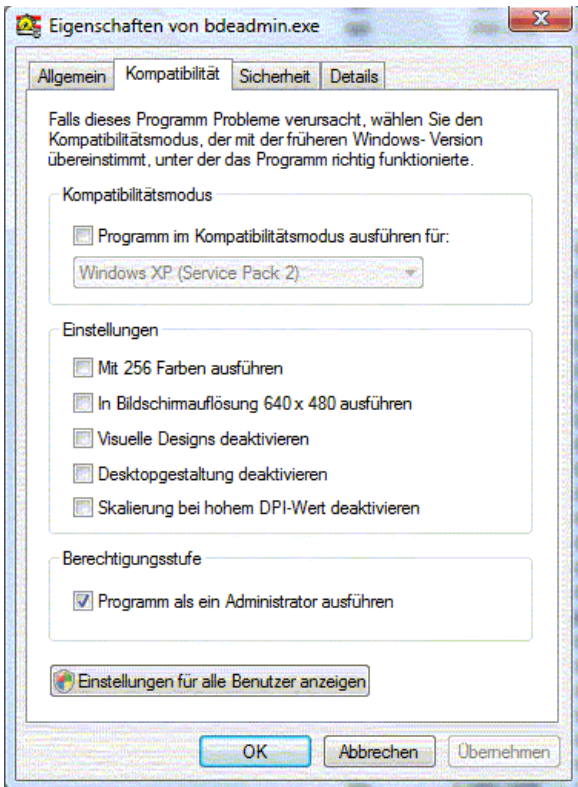 Eigenschaften von bdeadmin.exe
Allgemein Kompatibilität Sicherheit Details
Falls dieses Programm Probleme verursacht, wählen Sie den
Kompatibilitätsmodus, der mit der früheren Windows- Version
übereinstimmt, unter der das Programm richtig funktionierte.
Kompatibilitätsmodus
Programm im Kompatibilitätsmodus ausführen für:
Windows XP (Service Pack 2)
Einstellungen
Mit 256 Farben ausführen
In Bildschirmauflösung 640 x 480 ausführen
Visuelle Designs deaktivieren
Desktopgestaltung deaktivieren
Skalierung bei hohem DPI-Wert deaktivieren
Berechtigungsstufe
Programm als ein Administrator ausführen
Einstellungen für alle Benutzer anzeigen
OK Abbrechen Übernehmen